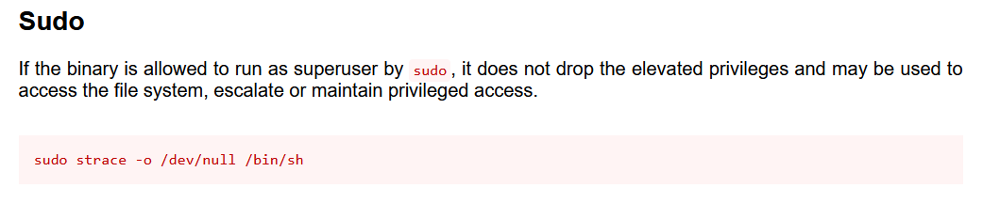 Sudo
If the binary is allowed to run as superuser by sudo, it does not drop the elevated privileges and may be used to
access the file system, escalate or maintain privileged access.
sudo strace -o /dev/null /bin/sh